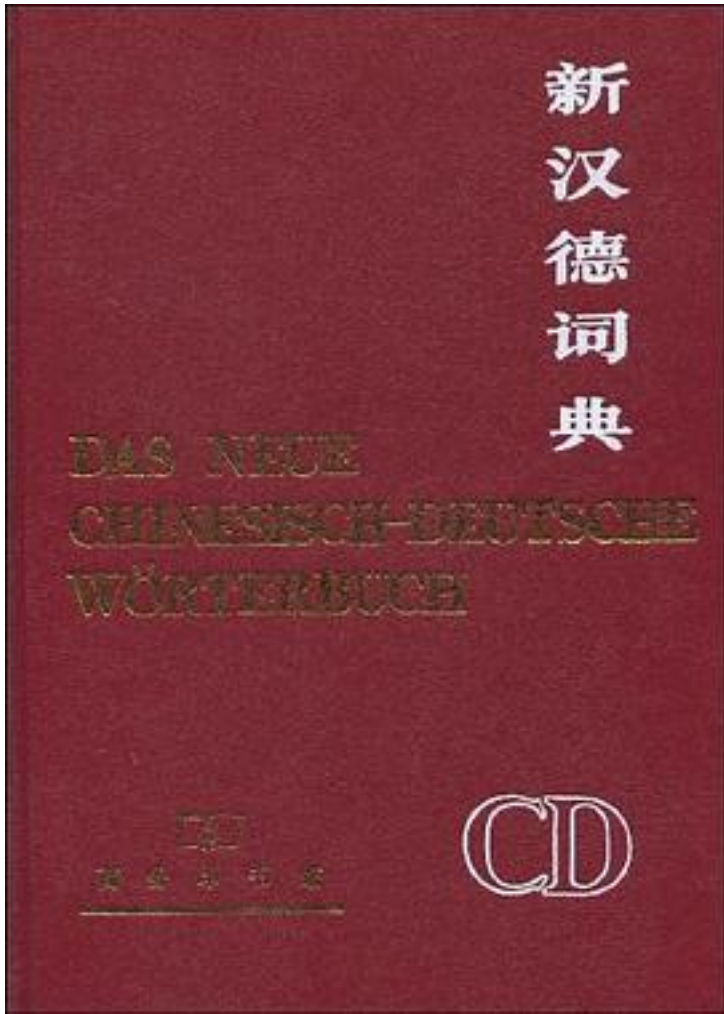 新汉德词典
DAS NEUE
CHINESISCH-DEUTSCHE
WÖRTERBUCH
CD